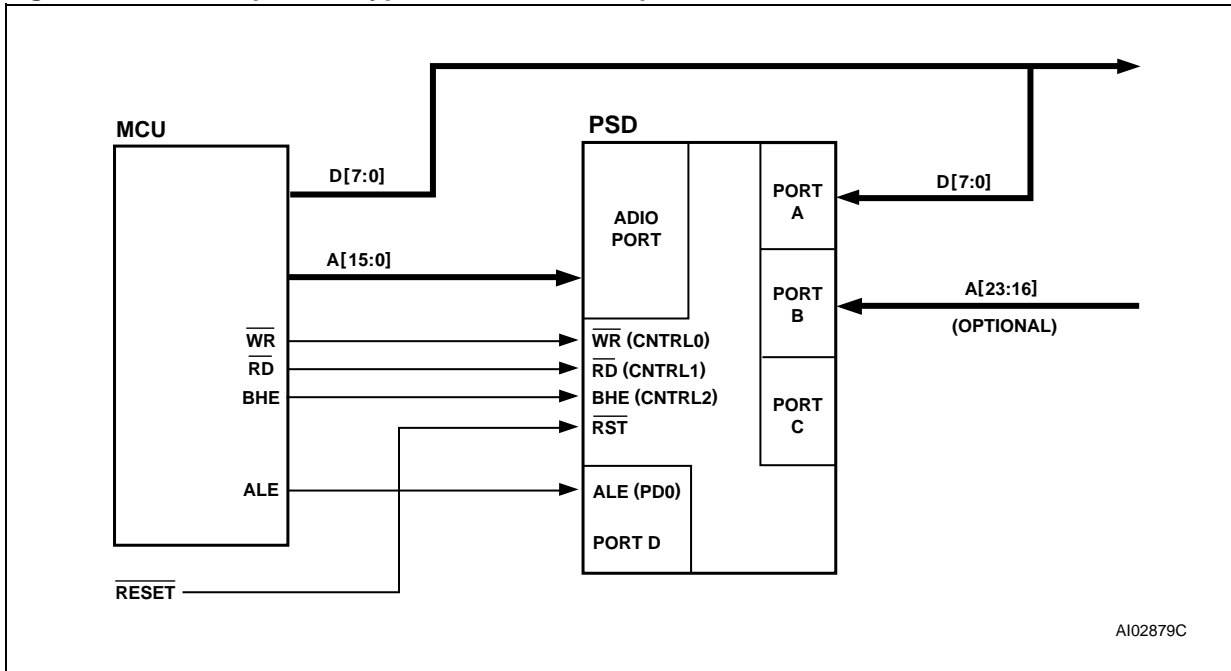 MCU
PSD
D[7:0]
D[7:0]
PORT
A
ADIO
PORT
A[15:0]
A[23:16]
PORT
B
(OPTIONAL)
WR
WR (CNTRL0)
RD
RD (CNTRL1)
BHE
BHE (CNTRL2)
PORT
C
RST
ALE
ALE (PD0)
PORT D
RESET
AI02879C